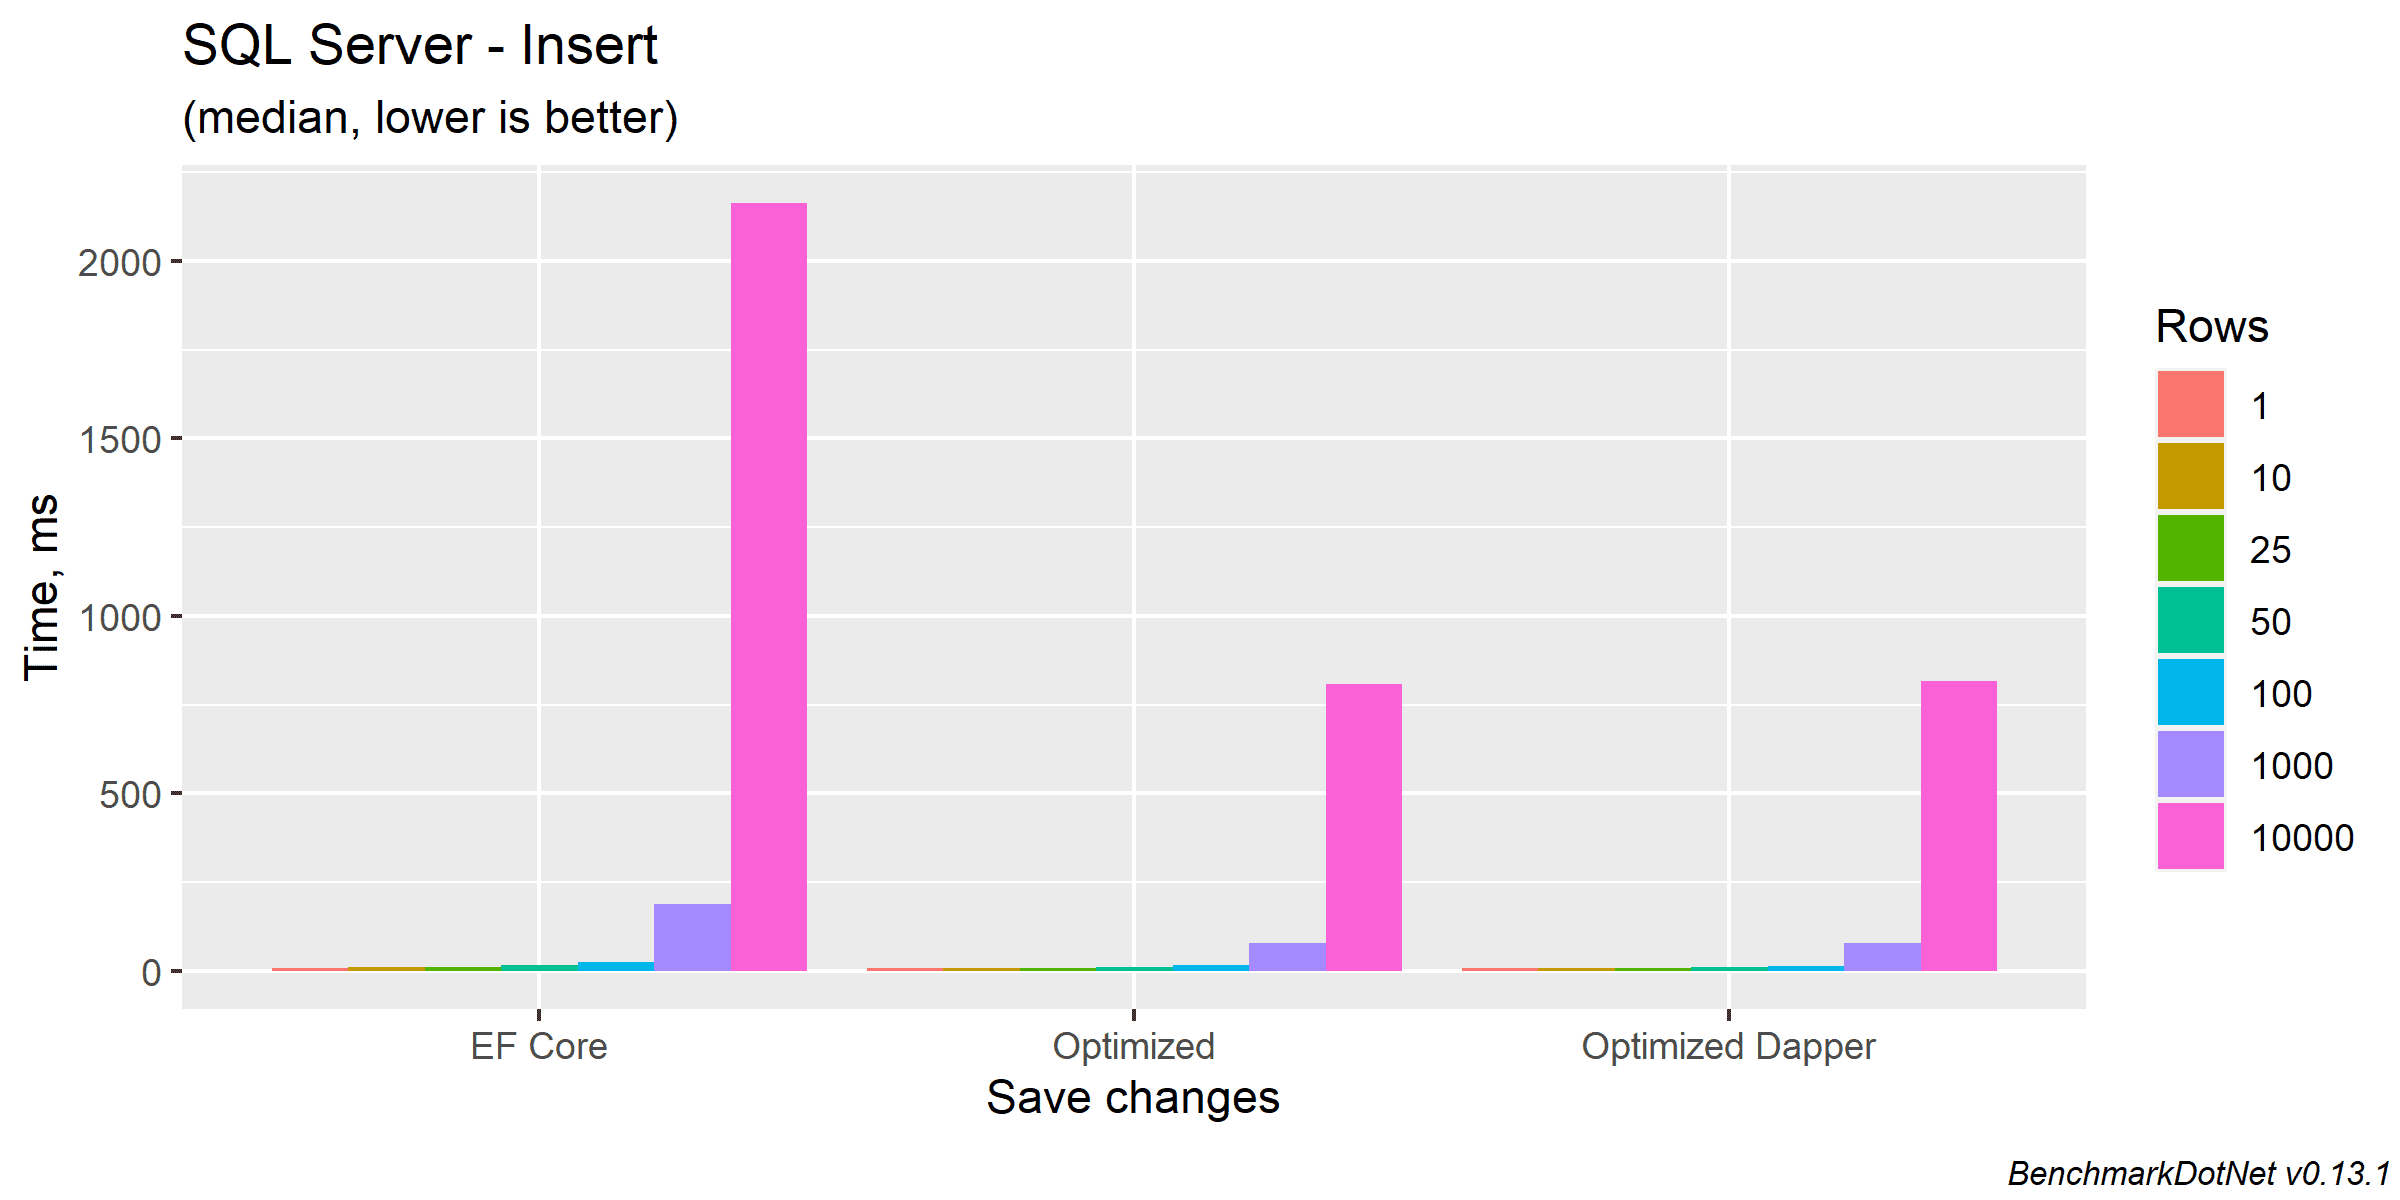 SQL Server - Insert
(median, lower is better)
Time, ms
2000
1500
1000
500
0
EF Core
Optimized
Optimized Dapper
Save changes
Rows
1
10
25
50
100
1000
10000
BenchmarkDotNet v0.13.1